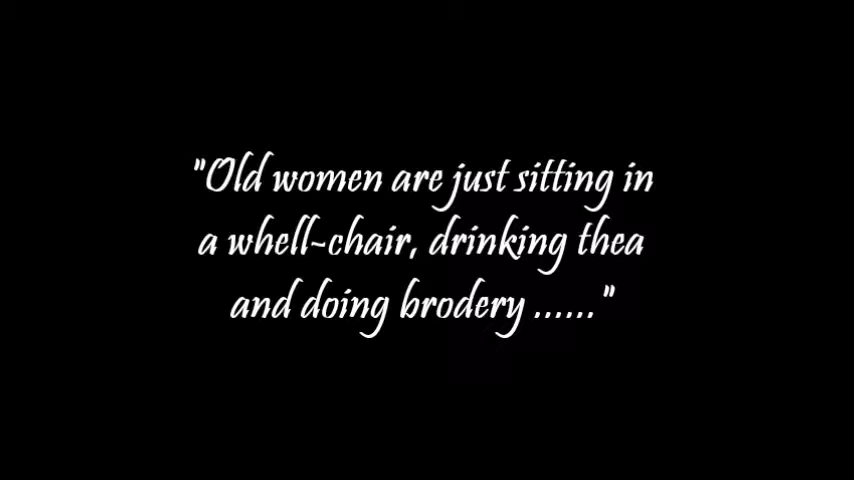 "Old women are just sitting in
a whell-chair, drinking thea
and doing brodery ......"